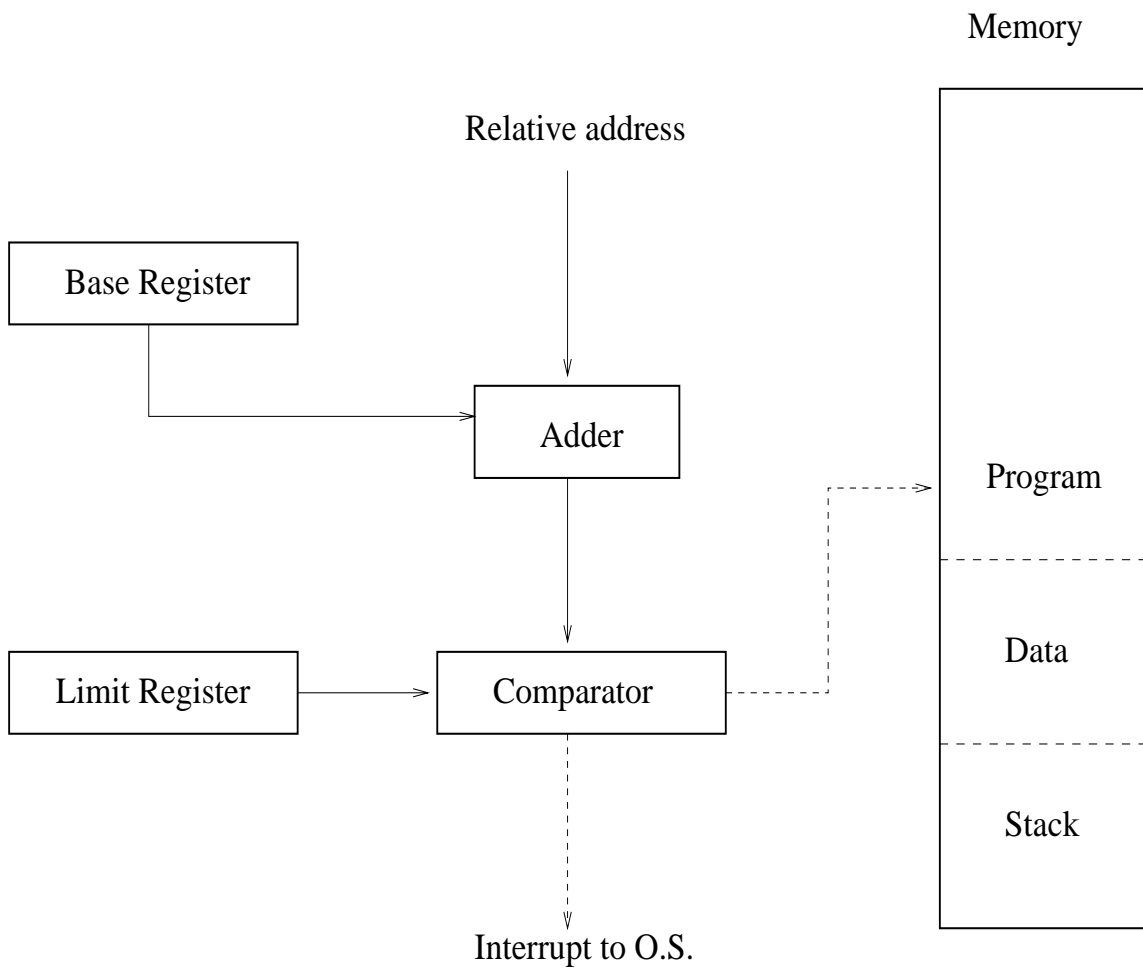 Memory
Relative address
Base Register
Adder
Program
Data
Limit Register
Comparator
Stack
Interrupt to O.S.